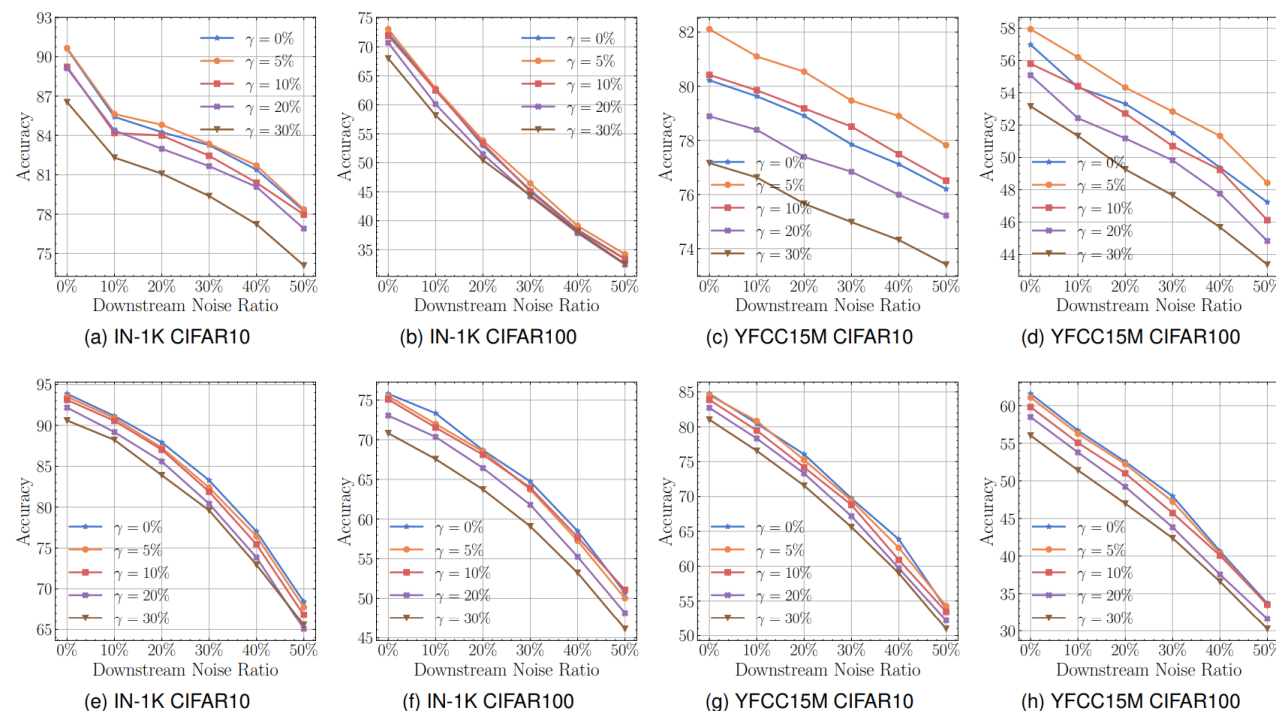 93
90
87
84
81
78
75
Accuracy
γ = 0%
γ = 5%
γ = 10%
γ = 20%
γ = 30%
0% 10% 20% 30% 40% 50%
Downstream Noise Ratio
(a) IN-1K CIFAR10
75
70
65
60
55
50
45
40
35
Accuracy
γ = 0%
γ = 5%
γ = 10%
γ = 20%
γ = 30%
0% 10% 20% 30% 40% 50%
Downstream Noise Ratio
(b) IN-1K CIFAR100
82
80
78
76
74
Accuracy
γ = 0%
γ = 5%
γ = 10%
γ = 20%
γ = 30%
0% 10% 20% 30% 40% 50%
Downstream Noise Ratio
(c) YFCC15M CIFAR10
58
56
54
52
50
48
46
44
Accuracy
γ = 0%
γ = 5%
γ = 10%
γ = 20%
γ = 30%
0% 10% 20% 30% 40% 50%
Downstream Noise Ratio
(d) YFCC15M CIFAR100
95
90
85
80
75
70
65
Accuracy
γ = 0%
γ = 5%
γ = 10%
γ = 20%
γ = 30%
0% 10% 20% 30% 40% 50%
Downstream Noise Ratio
(e) IN-1K CIFAR10
75
70
65
60
55
50
45
Accuracy
γ = 0%
γ = 5%
γ = 10%
γ = 20%
γ = 30%
0% 10% 20% 30% 40% 50%
Downstream Noise Ratio
(f) IN-1K CIFAR100
85
80
75
70
65
60
55
50
Accuracy
γ = 0%
γ = 5%
γ = 10%
γ = 20%
γ = 30%
0% 10% 20% 30% 40% 50%
Downstream Noise Ratio
(g) YFCC15M CIFAR10
60
55
50
45
40
35
30
Accuracy
γ = 0%
γ = 5%
γ = 10%
γ = 20%
γ = 30%
0% 10% 20% 30% 40% 50%
Downstream Noise Ratio
(h) YFCC15M CIFAR100